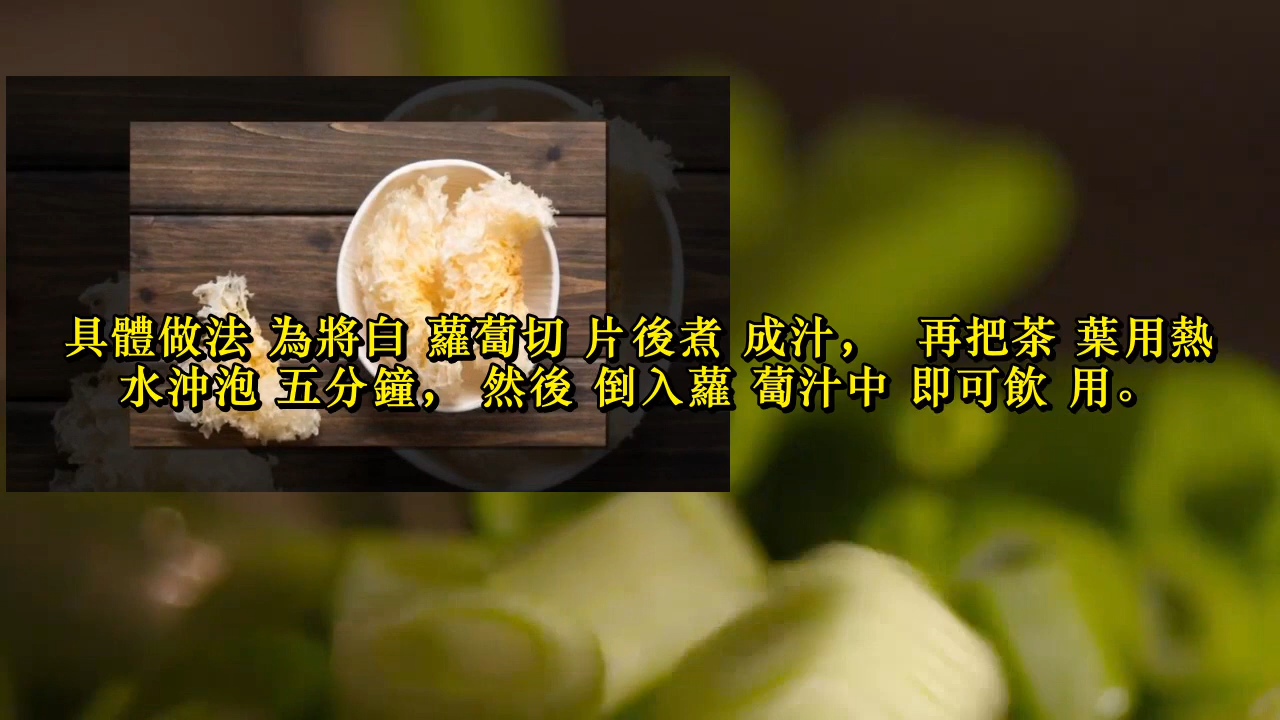 具體做法 為將白 蘿蔔切 片後煮 成汁， 再把茶 葉用熱
水沖泡 五分鐘， 然後 倒入蘿 蔔汁中 即可飲 用。